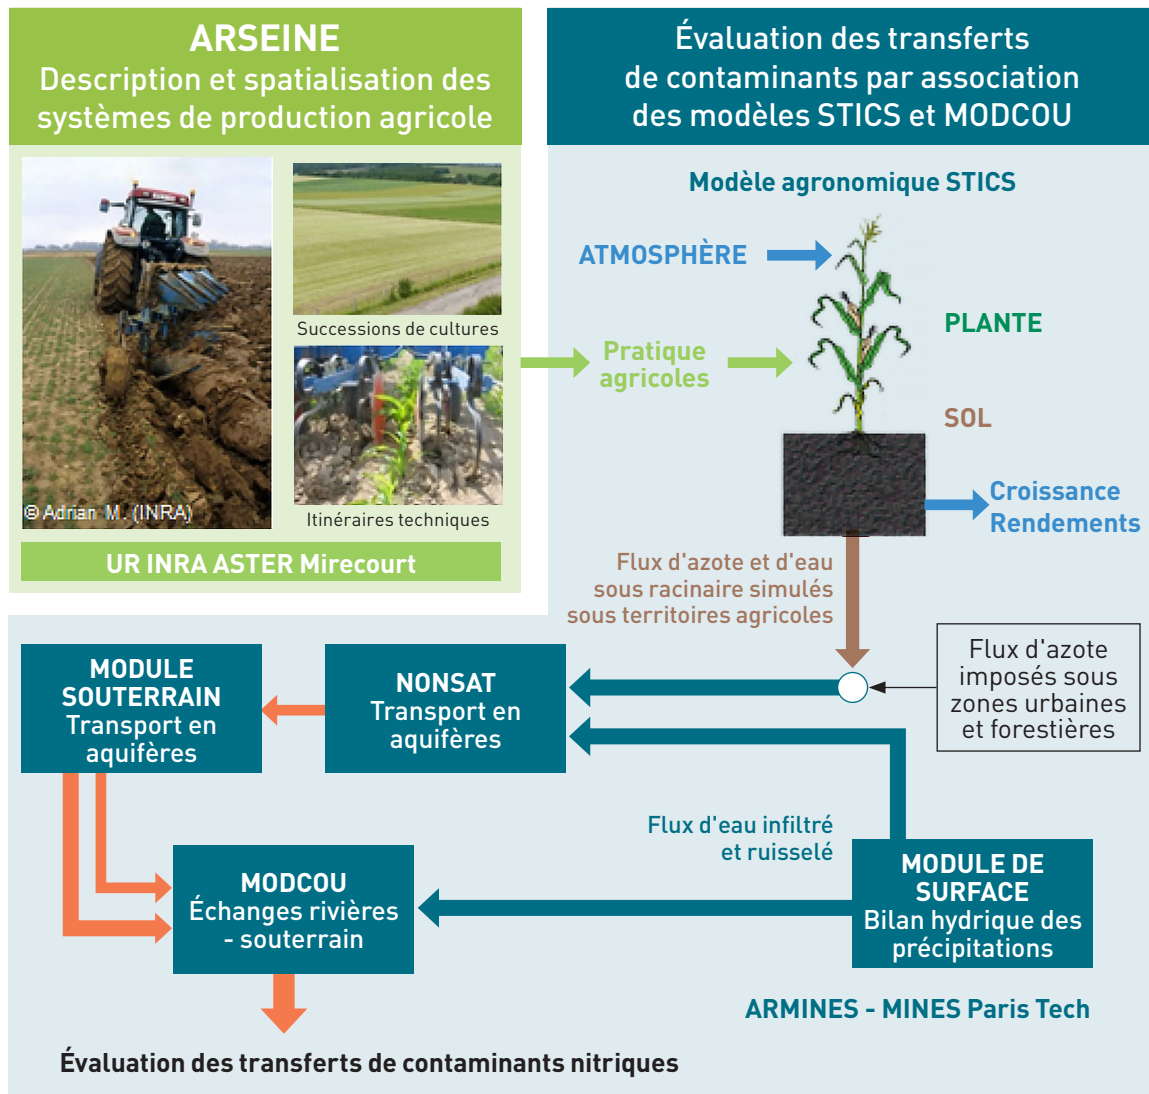 ARSEINE
Description et spatialisation des
systèmes de production agricole
Successions de cultures
© Adrian M. (INRA)
Itinéraires techniques
UR INRA ASTER Mirecourt
Évaluation des transferts
de contaminants par association
des modèles STICS et MODCOU
Modèle agronomique STICS
ATMOSPHÈRE
PLANTE
Pratique
agricoles
SOL
Croissance
Rendements
Flux d'azote et d'eau
sous racinaire simulés
sous territoires agricoles
Flux d'azote
imposés sous
zones urbaines
et forestières
MODULE
SOUTERRAIN
Transport en
aquifères
NONSAT
Transport en
aquifères
Flux d'eau infiltré
et ruisselé
MODCOU
Échanges rivières
- souterrain
MODULE DE
SURFACE
Bilan hydrique des
précipitations
ARMINES - MINES Paris Tech
Évaluation des transferts de contaminants nitriques